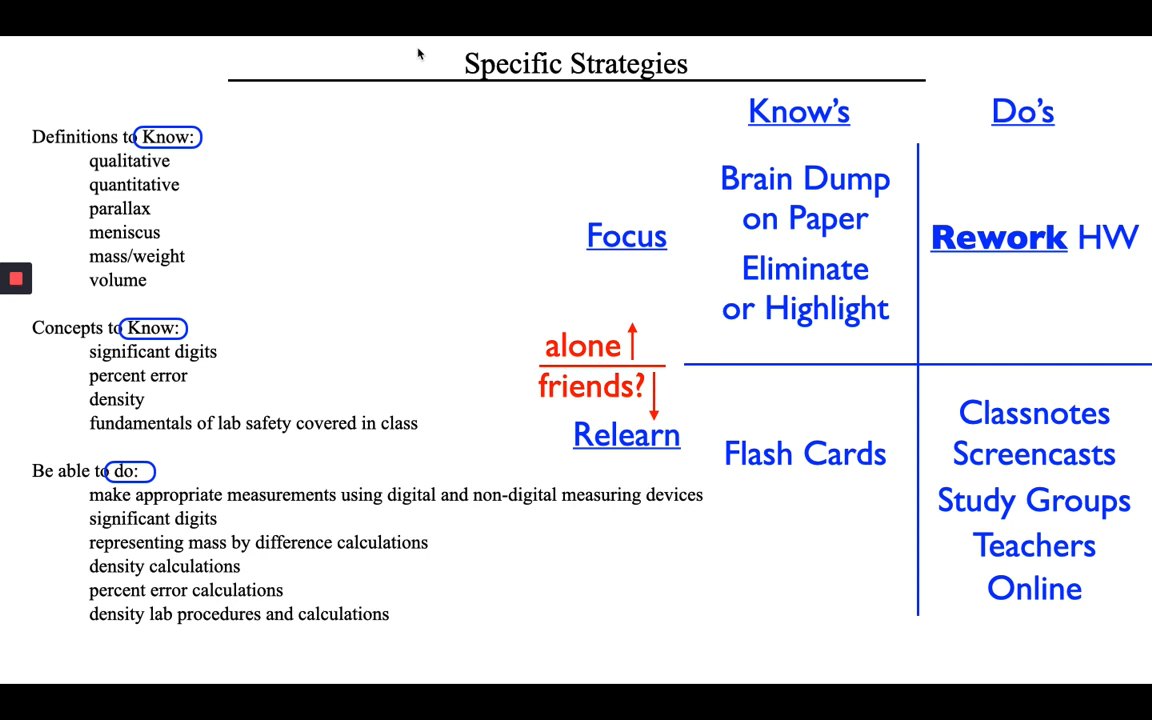 Specific Strategies
Definitions to Know:
qualitative
quantitative
parallax
meniscus
mass/weight
volume
Concepts to Know:
significant digits
percent error
density
fundamentals of lab safety covered in class
Be able to do:
make appropriate measurements using digital and non-digital measuring devices
significant digits
representing mass by difference calculations
density calculations
percent error calculations
density lab procedures and calculations
Know's
Do's
Focus
Brain Dump
on Paper
Eliminate
or Highlight
Rework HW
alone
friends?
Relearn
Flash Cards
Classnotes
Screencasts
Study Groups
Teachers
Online